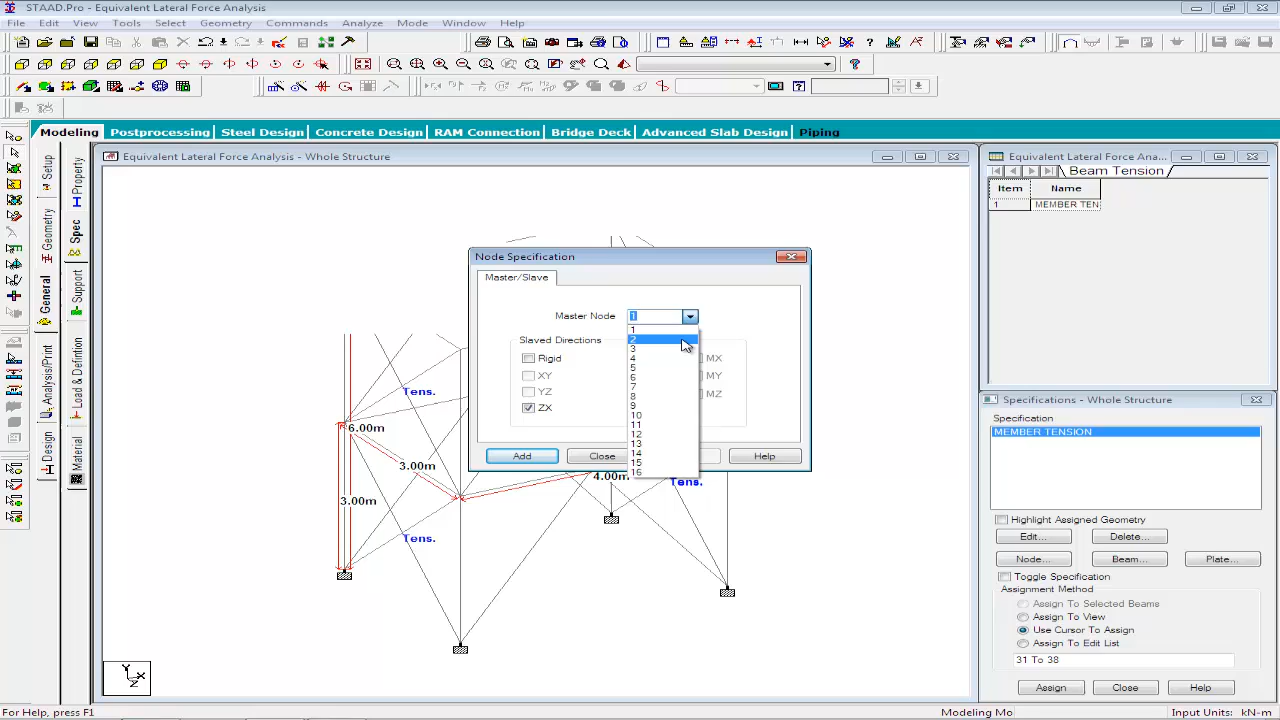 STAAD.Pro - Equivalent Lateral Force Analysis
File Edit View Tools Select Geometry Commands Analyze Mode Window Help
Modeling Postprocessing Steel Design Concrete Design RAM Connection Bridge Deck Advanced Slab Design Piping
Setup
Geometry
General
Analysis/Print
Design
Property
Spec
Support
Load & Definition
Material
Equivalent Lateral Force Analysis - Whole Structure
Tens.
6.00m
3.00m
3.00m
Tens.
4.00m
Tens.
Y
X
Z
Node Specification
Master/Slave
Master Node 1
1
2
3
4
5
6
7
8
9
10
11
12
13
14
15
16
Slaved Directions
Rigid
XY
YZ
ZX
MX
MY
MZ
Add Close Help
Equivalent Lateral Force Ana...
Beam Tension
Item Name
1 MEMBER TEN
Specifications - Whole Structure
Specification
MEMBER TENSION
Highlight Assigned Geometry
Edit... Delete...
Node... Beam... Plate...
Toggle Specification
Assignment Method
Assign To Selected Beams
Assign To View
Use Cursor To Assign
Assign To Edit List
31 To 38
Assign Close Help
For Help, press F1
Modeling Mo
Input Units: kN-m